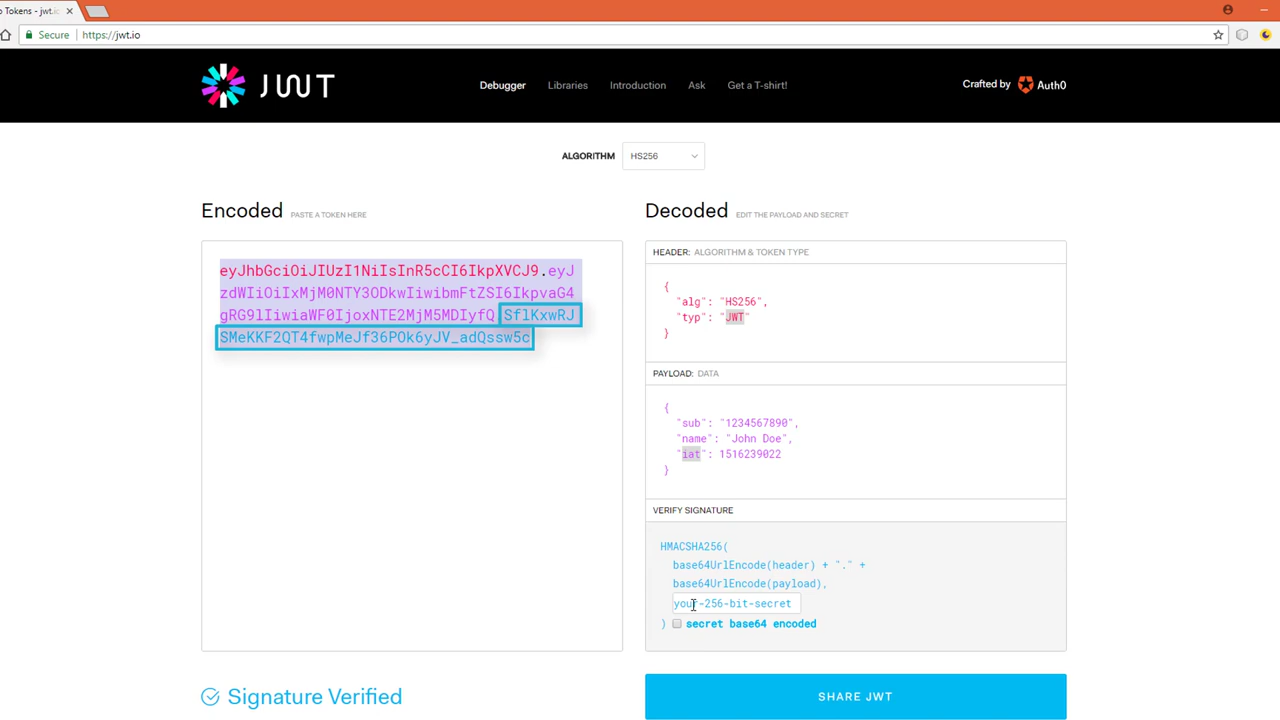 o Tokens - jwt.io
Secure
https://jwt.io
JWT
Debugger
Libraries
Introduction
Ask
Get a T-shirt!
Crafted by
Auth0
ALGORITHM
HS256
Encoded PASTE A TOKEN HERE
Decoded EDIT THE PAYLOAD AND SECRET
eyJhbGciOiJIUzI1NiIsInR5cCI6IkpXVCJ9.eyJ
zdWIiOiIxMjM0NTY3ODkwIiwibmFtZSI6IkpvaG4
gRG9lIiwiaWF0IjoxNTE2MjM5MDIyfQ.SflKxwRJ
SMeKKF2QT4fwpMeJf36POk6yJV_adQssw5c
HEADER: ALGORITHM & TOKEN TYPE
{
"alg": "HS256",
"typ": "JWT"
}
PAYLOAD: DATA
{
"sub": "1234567890",
"name": "John Doe",
"iat": 1516239022
}
VERIFY SIGNATURE
HMACSHA256(
base64UrlEncode(header) + "." +
base64UrlEncode(payload),
your-256-bit-secret
) secret base64 encoded
Signature Verified
SHARE JWT